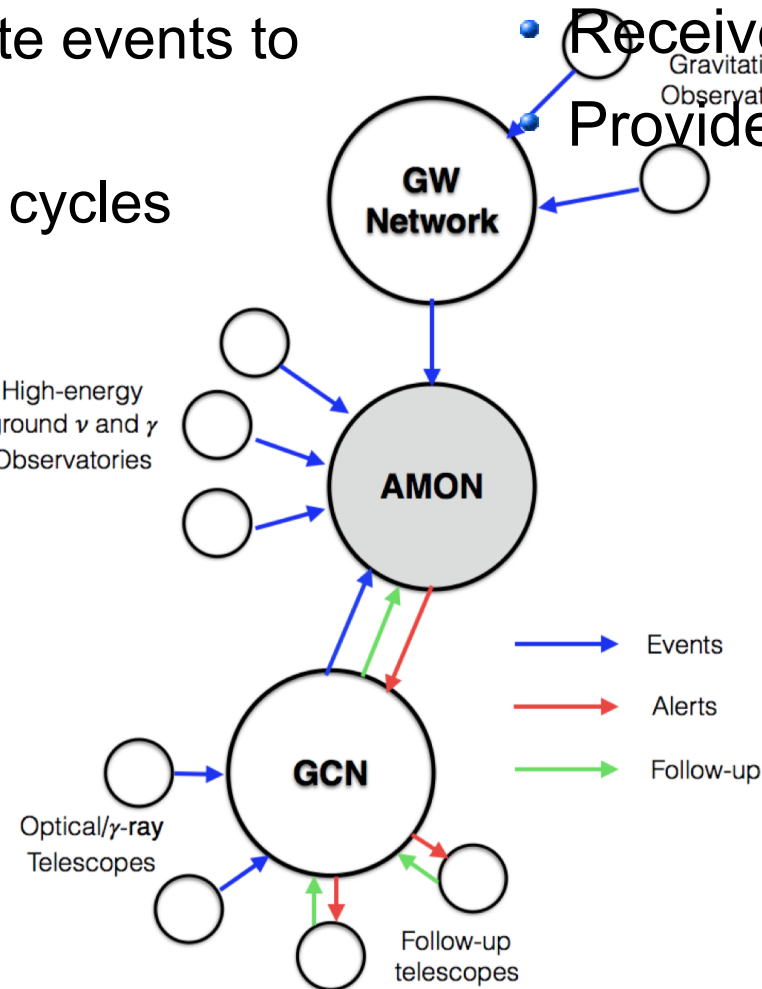 te events to
Receive
Gravitati
Observat
Provide
cycles
GW
Network
High-energy
ground ν and γ
Observatories
AMON
Events
Alerts
Follow-up
GCN
Optical/γ-ray
Telescopes
Follow-up
telescopes